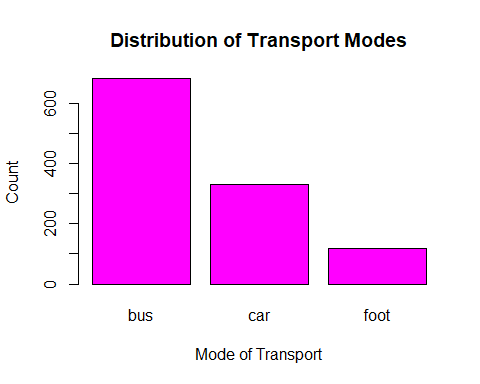 Distribution of Transport Modes
Count
600
400
200
0
bus car foot
Mode of Transport